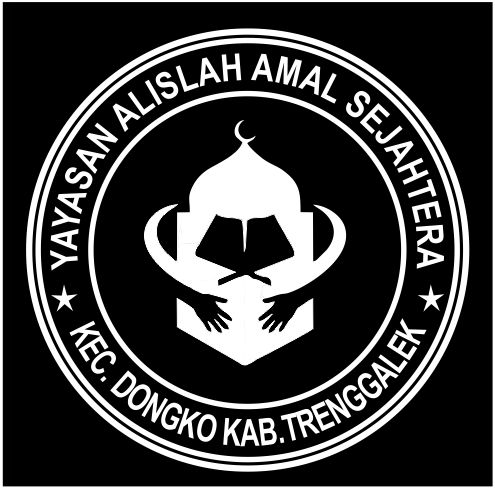 YAYASAN ALISLAH AMAL SEJAHTERA
KEC. DONGKO KAB.TRENGGALEK